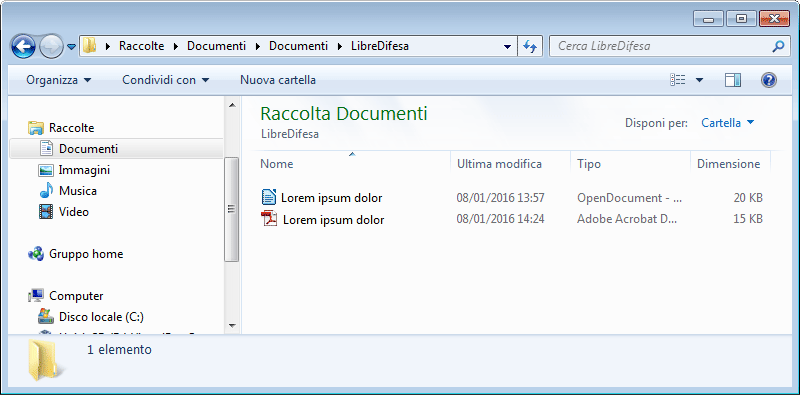 Raccolte Documenti Documenti LibreDifesa
Cerca LibreDifesa
Organizza Condividi con Nuova cartella
Raccolte
Documenti
Immagini
Musica
Video
Gruppo home
Computer
Disco locale (C:)
Raccolta Documenti
LibreDifesa
Disponi per: Cartella
Nome Ultima modifica Tipo Dimensione
Lorem ipsum dolor 08/01/2016 13:57 OpenDocument - ... 20 KB
Lorem ipsum dolor 08/01/2016 14:24 Adobe Acrobat D... 15 KB
1 elemento